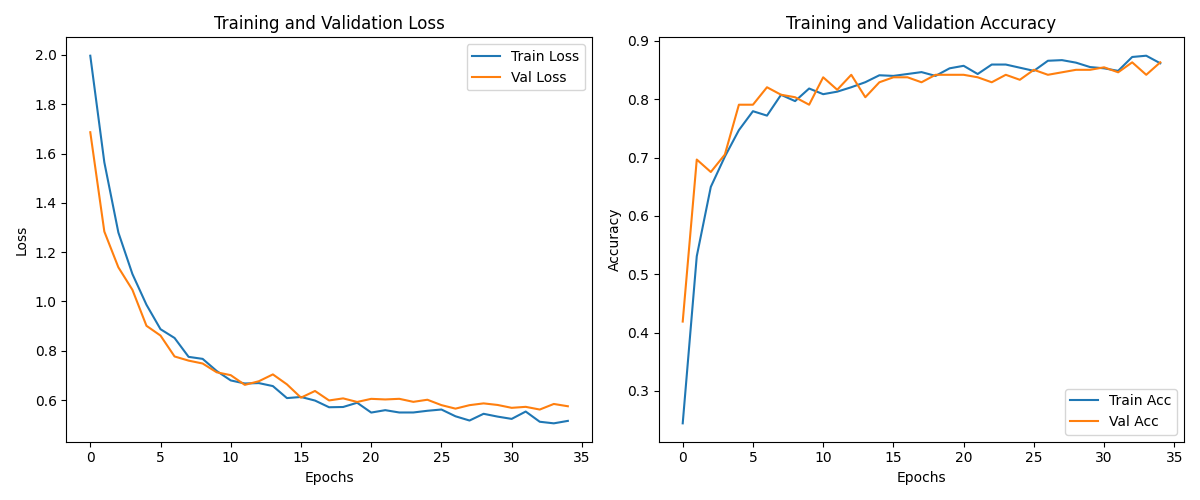 Training and Validation Loss
2.0
1.8
1.6
1.4
1.2
1.0
0.8
0.6
Loss
0 5 10 15 20 25 30 35
Epochs
Train Loss
Val Loss
Training and Validation Accuracy
0.9
0.8
0.7
0.6
0.5
0.4
0.3
Accuracy
0 5 10 15 20 25 30 35
Epochs
Train Acc
Val Acc